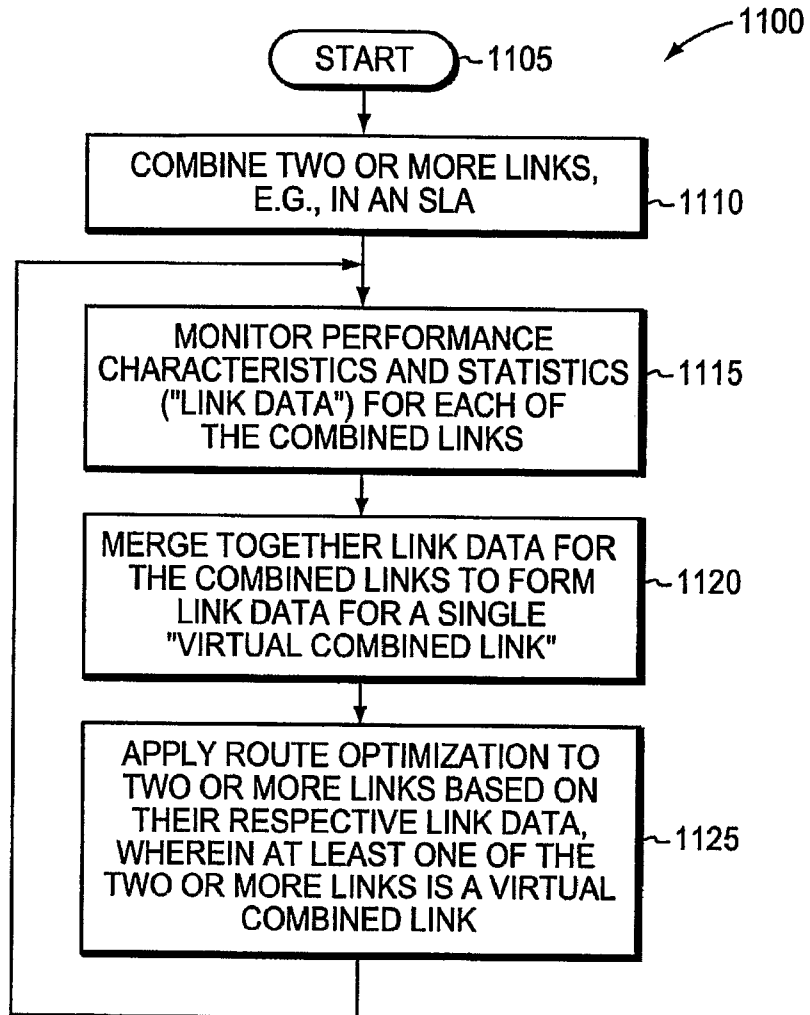 1100
START
1105
COMBINE TWO OR MORE LINKS,
E.G., IN AN SLA
1110
MONITOR PERFORMANCE
CHARACTERISTICS AND STATISTICS
("LINK DATA") FOR EACH OF
THE COMBINED LINKS
1115
MERGE TOGETHER LINK DATA FOR
THE COMBINED LINKS TO FORM
LINK DATA FOR A SINGLE
"VIRTUAL COMBINED LINK"
1120
APPLY ROUTE OPTIMIZATION TO
TWO OR MORE LINKS BASED ON
THEIR RESPECTIVE LINK DATA,
WHEREIN AT LEAST ONE OF THE
TWO OR MORE LINKS IS A VIRTUAL
COMBINED LINK
1125